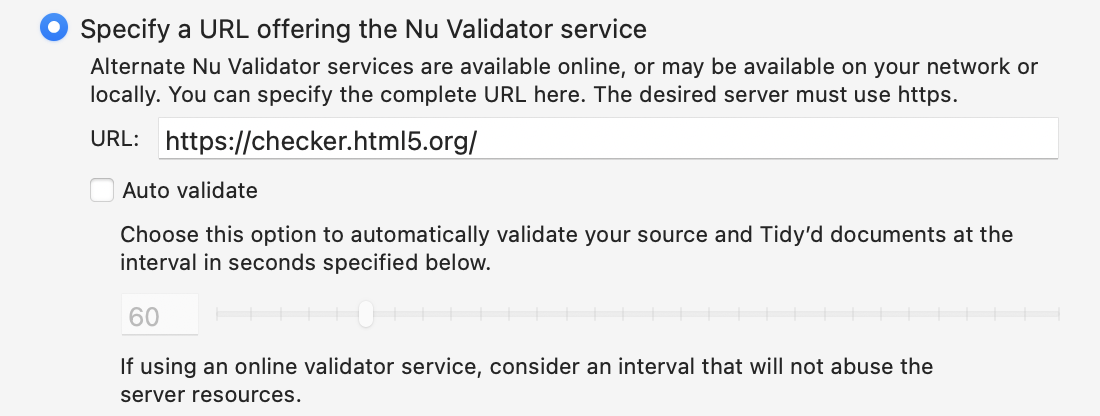 Specify a URL offering the Nu Validator service
Alternate Nu Validator services are available online, or may be available on your network or
locally. You can specify the complete URL here. The desired server must use https.
URL: https://checker.html5.org/
Auto validate
Choose this option to automatically validate your source and Tidy’d documents at the
interval in seconds specified below.
60
If using an online validator service, consider an interval that will not abuse the
server resources.